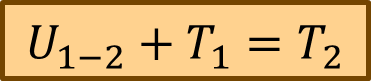 U₁₋₂ + T₁ = T₂